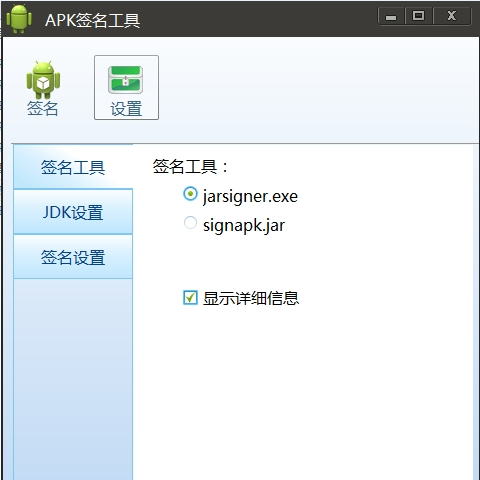 APK签名工具
签名
设置
签名工具
签名工具：
jarsigner.exe
JDK设置
signapk.jar
签名设置
显示详细信息